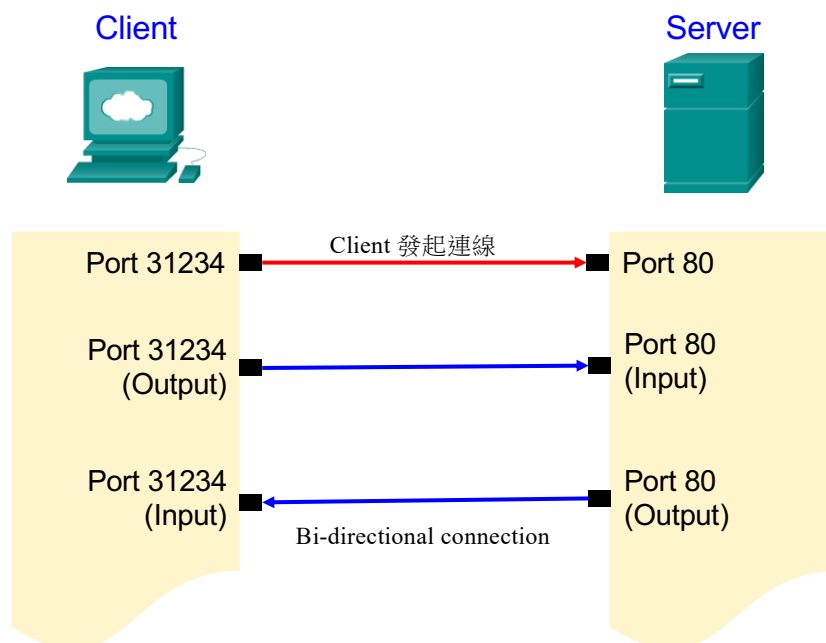 Client
Server
Port 31234
Client 發起連線
Port 80
Port 31234
(Output)
Port 80
(Input)
Port 31234
(Input)
Port 80
(Output)
Bi-directional connection